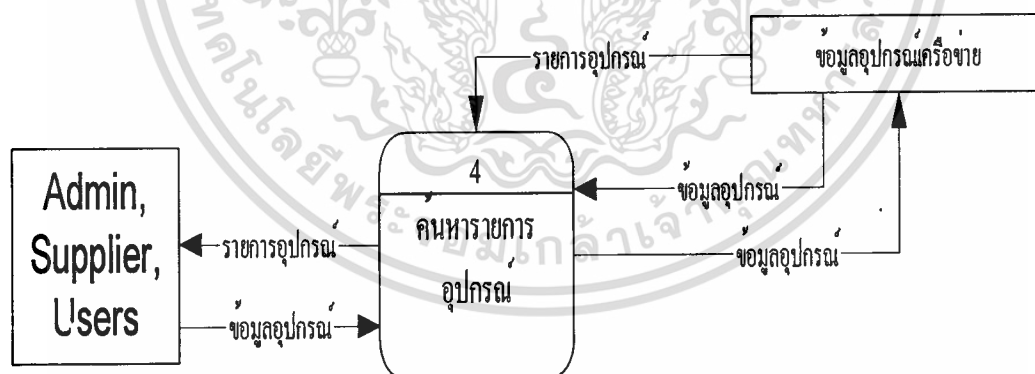 รายการอุปกรณ์
ข้อมูลอุปกรณ์เครือข่าย
4
ค้นหารายการ
อุปกรณ์
Admin,
Supplier,
Users
รายการอุปกรณ์
ข้อมูลอุปกรณ์
ข้อมูลอุปกรณ์
ข้อมูลอุปกรณ์